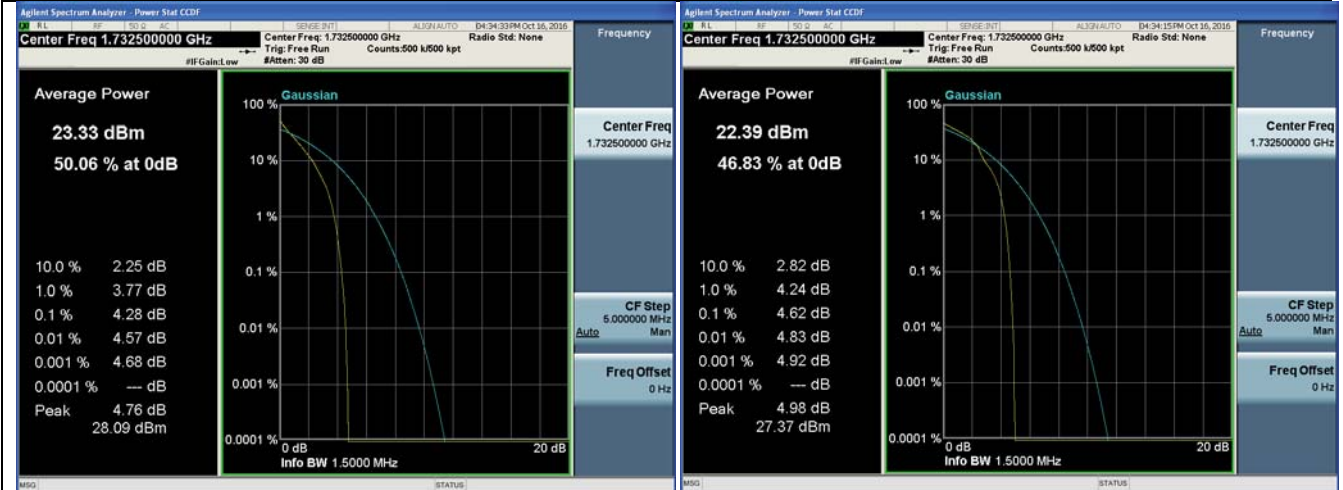 Agilent Spectrum Analyzer - Power Stat CCDF
RL RF 50 Ω AC SENSE:INT ALIGN AUTO 04:34:33 PM Oct 16, 2016
Center Freq 1.732500000 GHz
Center Freq: 1.732500000 GHz Radio Std: None
Trig: Free Run Counts:500 k/500 kpt
#IFGain:Low #Atten: 30 dB
Frequency
Average Power
23.33 dBm
50.06 % at 0dB
10.0 % 2.25 dB
1.0 % 3.77 dB
0.1 % 4.28 dB
0.01 % 4.57 dB
0.001 % 4.68 dB
0.0001 % --- dB
Peak 4.76 dB
28.09 dBm
Gaussian
100 %
10 %
1 %
0.1 %
0.01 %
0.001 %
0.0001 %
0 dB 20 dB
Info BW 1.5000 MHz
Center Freq
1.732500000 GHz
CF Step
5.000000 MHz
Auto Man
Freq Offset
0 Hz
MSG STATUS
Agilent Spectrum Analyzer - Power Stat CCDF
RL RF 50 Ω AC SENSE:INT ALIGN AUTO 04:34:15 PM Oct 16, 2016
Center Freq 1.732500000 GHz
Center Freq: 1.732500000 GHz Radio Std: None
Trig: Free Run Counts:500 k/500 kpt
#IFGain:Low #Atten: 30 dB
Frequency
Average Power
22.39 dBm
46.83 % at 0dB
10.0 % 2.82 dB
1.0 % 4.24 dB
0.1 % 4.62 dB
0.01 % 4.83 dB
0.001 % 4.92 dB
0.0001 % --- dB
Peak 4.98 dB
27.37 dBm
Gaussian
100 %
10 %
1 %
0.1 %
0.01 %
0.001 %
0.0001 %
0 dB 20 dB
Info BW 1.5000 MHz
Center Freq
1.732500000 GHz
CF Step
5.000000 MHz
Auto Man
Freq Offset
0 Hz
MSG STATUS